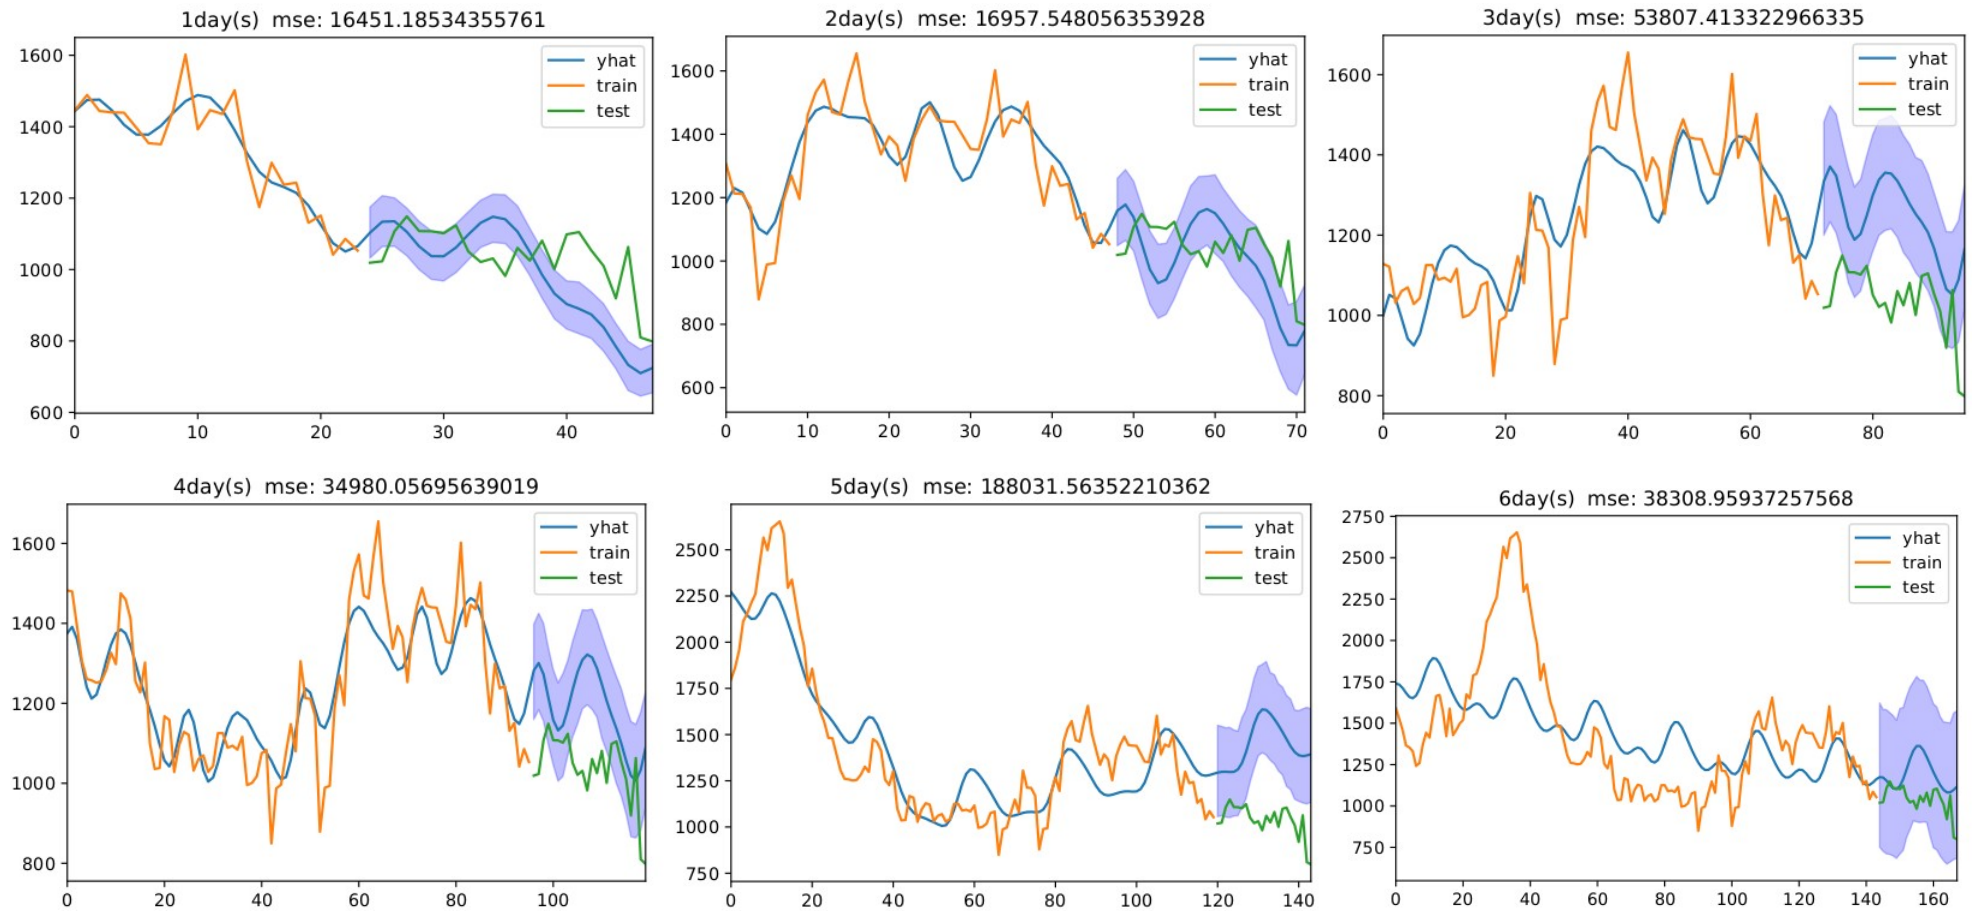 1day(s) mse: 16451.18534355761
1600
1400
1200
1000
800
600
0 10 20 30 40
yhat
train
test
2day(s) mse: 16957.548056353928
1600
1400
1200
1000
800
600
0 10 20 30 40 50 60 70
yhat
train
test
3day(s) mse: 53807.413322966335
1600
1400
1200
1000
800
0 20 40 60 80
yhat
train
test
4day(s) mse: 34980.05695639019
1600
1400
1200
1000
800
0 20 40 60 80 100
yhat
train
test
5day(s) mse: 188031.56352210362
2500
2250
2000
1750
1500
1250
1000
750
0 20 40 60 80 100 120 140
yhat
train
test
6day(s) mse: 38308.95937257568
2750
2500
2250
2000
1750
1500
1250
1000
750
0 20 40 60 80 100 120 140 160
yhat
train
test